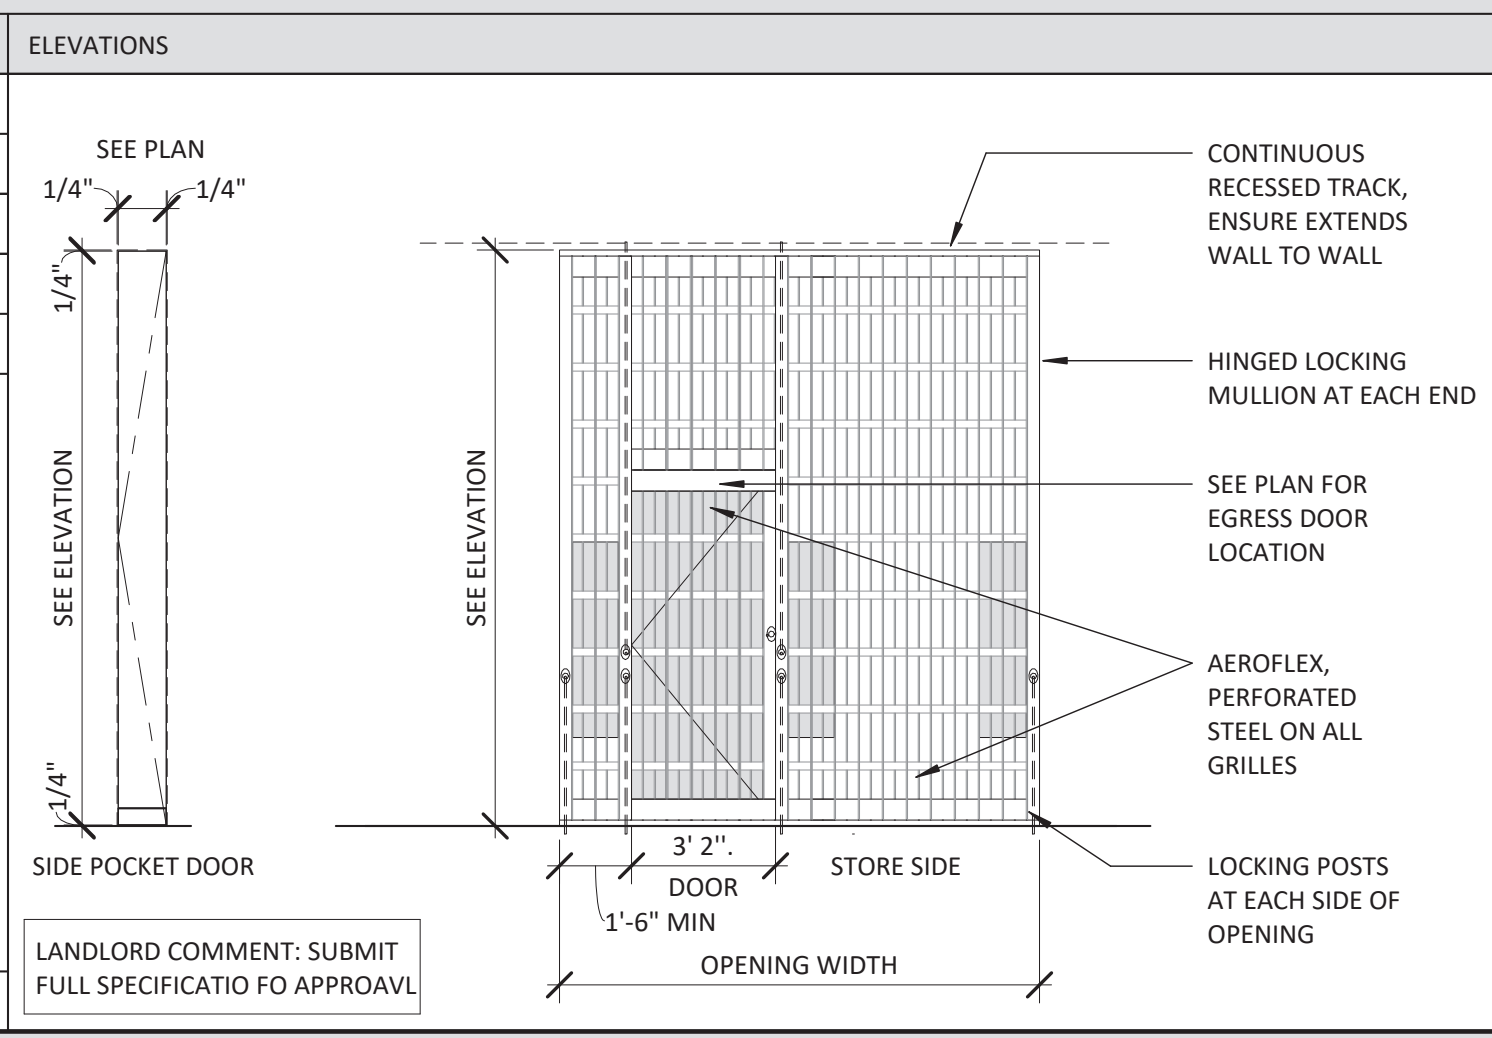 ELEVATIONS
SEE PLAN
1/4"
1/4"
1/4"
SEE ELEVATION
1/4"
SIDE POCKET DOOR
LANDLORD COMMENT: SUBMIT
FULL SPECIFICATIO FO APPROAVL
SEE ELEVATION
3' 2".
DOOR
1'-6" MIN
STORE SIDE
OPENING WIDTH
CONTINUOUS
RECESSED TRACK,
ENSURE EXTENDS
WALL TO WALL
HINGED LOCKING
MULLION AT EACH END
SEE PLAN FOR
EGRESS DOOR
LOCATION
AEROFLEX,
PERFORATED
STEEL ON ALL
GRILLES
LOCKING POSTS
AT EACH SIDE OF
OPENING